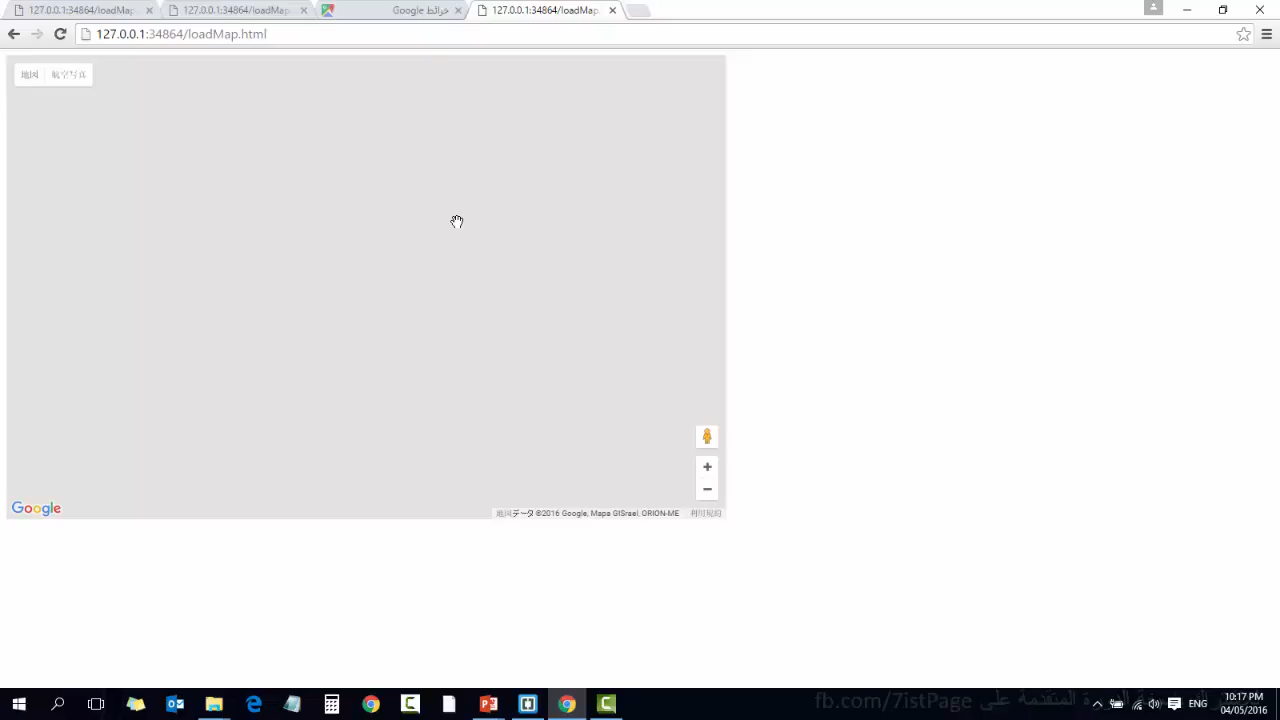 127.0.0.1:34864/loadMap.
127.0.0.1:34864/loadMap.
خرائط Google
127.0.0.1:34864/loadMap.
127.0.0.1:34864/loadMap.html
地図 航空写真
Google
地図データ ©2016 Google, Mapa GISrael, ORION-ME 利用規約
fb.com/7istPage المتقدمة على
ENG
10:17 PM
04/05/2016